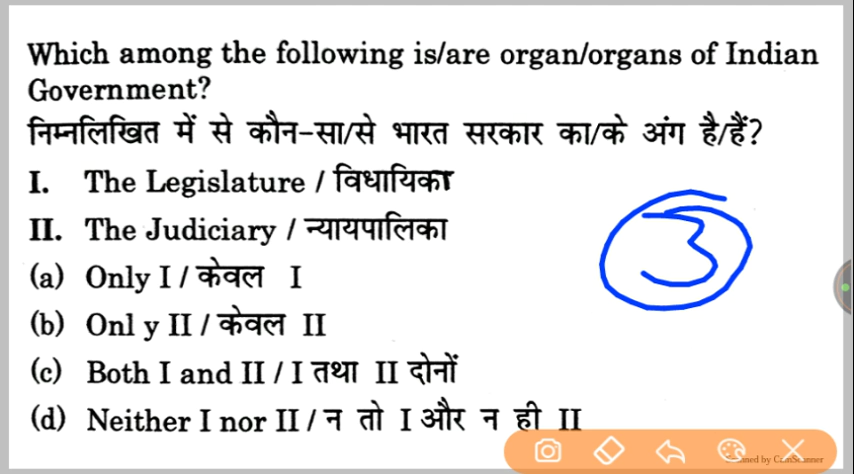 Which among the following is/are organ/organs of Indian
Government?
निम्नलिखित में से कौन-सा/से भारत सरकार का/के अंग है/हैं?
I. The Legislature / विधायिका
II. The Judiciary / न्यायपालिका
3
(a) Only I / केवल I
(b) Onl y II / केवल II
(c) Both I and II / I तथा II दोनों
(d) Neither I nor II / न तो I और न ही II